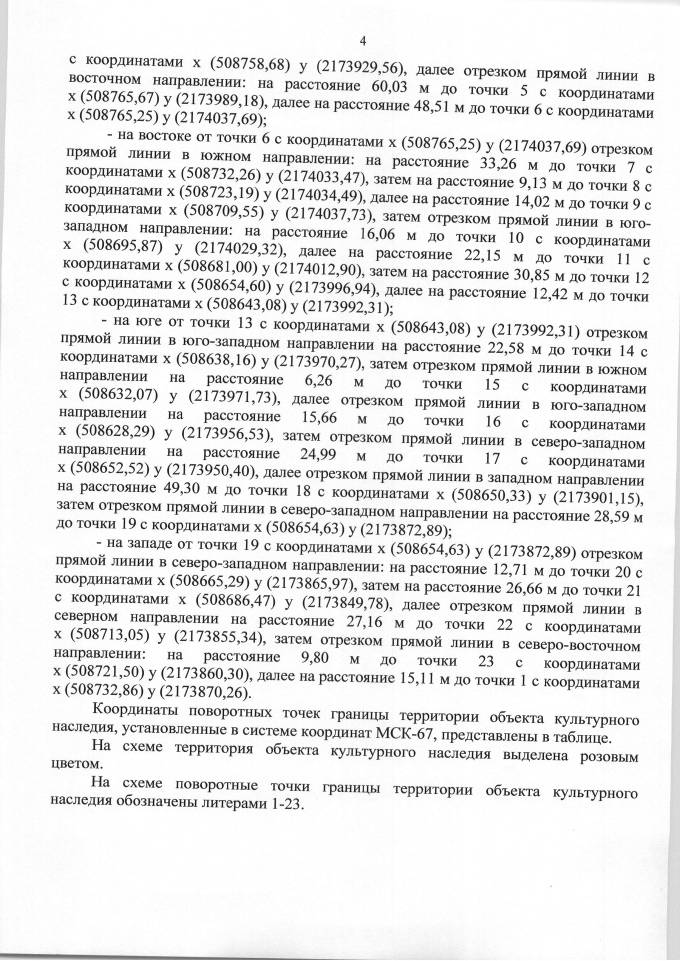 4
с координатами х (508758,68) у (2173929,56), далее отрезком прямой линии в
восточном направлении: на расстояние 60,03 м до точки 5 с координатами
х (508765,67) у (2173989,18), далее на расстояние 48,51 м до точки 6 с координатами
х (508765,25) у (2174037,69);
- на востоке от точки 6 с координатами х (508765,25) у (2174037,69) отрезком
прямой линии в южном направлении: на расстояние 33,26 м до точки 7 с
координатами х (508732,26) у (2174033,47), затем на расстояние 9,13 м до точки 8 с
координатами х (508723,19) у (2174034,49), далее на расстояние 14,02 м до точки 9 с
координатами х (508709,55) у (2174037,73), затем отрезком прямой линии в юго-
западном направлении: на расстояние 16,06 м до точки 10 с координатами
х (508695,87) у (2174029,32), далее на расстояние 22,15 м до точки 11 с
координатами х (508681,00) у (2174012,90), затем на расстояние 30,85 м до точки 12
с координатами х (508654,60) у (2173996,94), далее на расстояние 12,42 м до точки
13 с координатами х (508643,08) у (2173992,31);
- на юге от точки 13 с координатами х (508643,08) у (2173992,31) отрезком
прямой линии в юго-западном направлении на расстояние 22,58 м до точки 14 с
координатами х (508638,16) у (2173970,27), затем отрезком прямой линии в южном
направлении на расстояние 6,26 м до точки 15 с координатами
х (508632,07) у (2173971,73), далее отрезком прямой линии в юго-западном
направлении на расстояние 15,66 м до точки 16 с координатами
х (508628,29) у (2173956,53), затем отрезком прямой линии в северо-западном
направлении на расстояние 24,99 м до точки 17 с координатами
х (508652,52) у (2173950,40), далее отрезком прямой линии в западном направлении
на расстояние 49,30 м до точки 18 с координатами х (508650,33) у (2173901,15),
затем отрезком прямой линии в северо-западном направлении на расстояние 28,59 м
до точки 19 с координатами х (508654,63) у (2173872,89);
- на западе от точки 19 с координатами х (508654,63) у (2173872,89) отрезком
прямой линии в северо-западном направлении: на расстояние 12,71 м до точки 20 с
координатами х (508665,29) у (2173865,97), затем на расстояние 26,66 м до точки 21
с координатами х (508686,47) у (2173849,78), далее отрезком прямой линии в
северном направлении на расстояние 27,16 м до точки 22 с координатами
х (508713,05) у (2173855,34), затем отрезком прямой линии в северо-восточном
направлении: на расстояние 9,80 м до точки 23 с координатами
х (508721,50) у (2173860,30), далее на расстояние 15,11 м до точки 1 с координатами
х (508732,86) у (2173870,26).
Координаты поворотных точек границы территории объекта культурного
наследия, установленные в системе координат МСК-67, представлены в таблице.
На схеме территория объекта культурного наследия выделена розовым
цветом.
На схеме поворотные точки границы территории объекта культурного
наследия обозначены литерами 1-23.